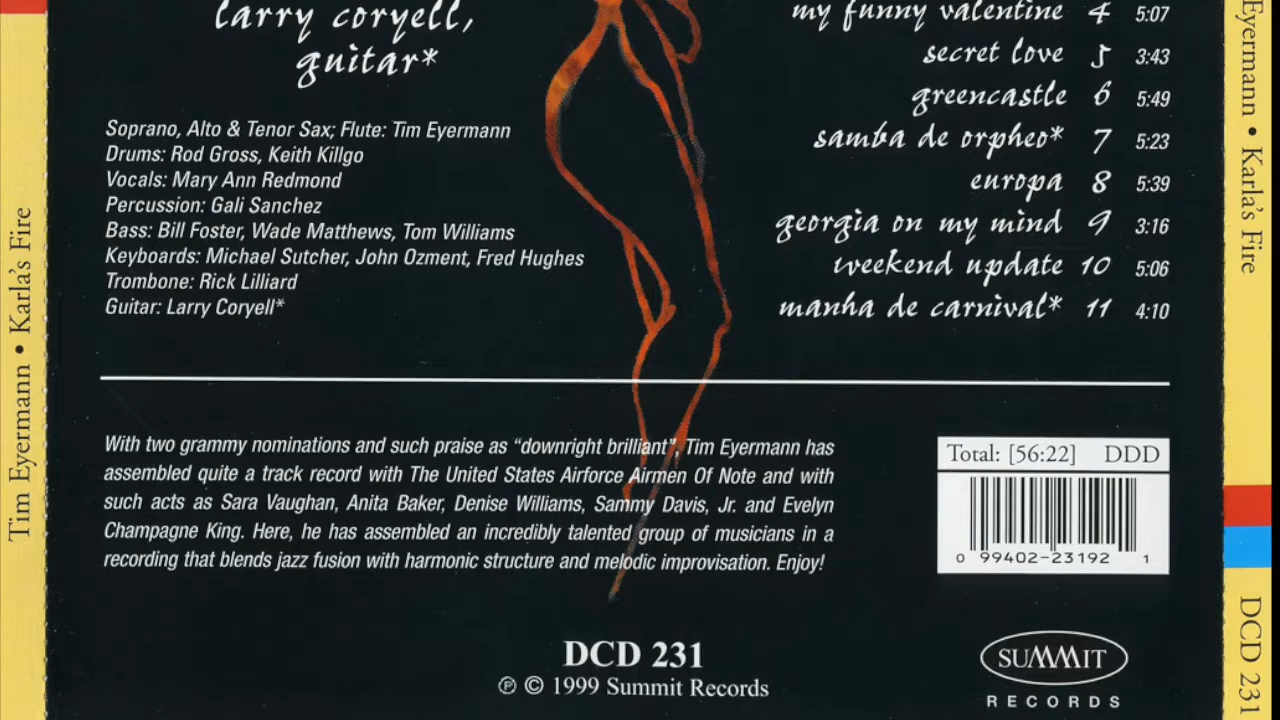 larry coryell,
guitar*
Soprano, Alto & Tenor Sax; Flute: Tim Eyermann
Drums: Rod Gross, Keith Killgo
Vocals: Mary Ann Redmond
Percussion: Gali Sanchez
Bass: Bill Foster, Wade Matthews, Tom Williams
Keyboards: Michael Sutcher, John Ozment, Fred Hughes
Trombone: Rick Lilliard
Guitar: Larry Coryell*
my funny valentine 4 5:07
secret love 5 3:43
greencastle 6 5:49
samba de orpheo* 7 5:23
europa 8 5:39
georgia on my mind 9 3:16
weekend update 10 5:06
manha de carnival* 11 4:10
With two grammy nominations and such praise as “downright brilliant”, Tim Eyermann has
assembled quite a track record with The United States Airforce Airmen Of Note and with
such acts as Sara Vaughan, Anita Baker, Denise Williams, Sammy Davis, Jr. and Evelyn
Champagne King. Here, he has assembled an incredibly talented group of musicians in a
recording that blends jazz fusion with harmonic structure and melodic improvisation. Enjoy!
Total: [56:22] DDD
0 99402-23192 1
DCD 231
℗ © 1999 Summit Records
SUMMIT
RECORDS
Tim Eyermann • Karla's Fire
Eyermann • Karla's Fire
DCD 231